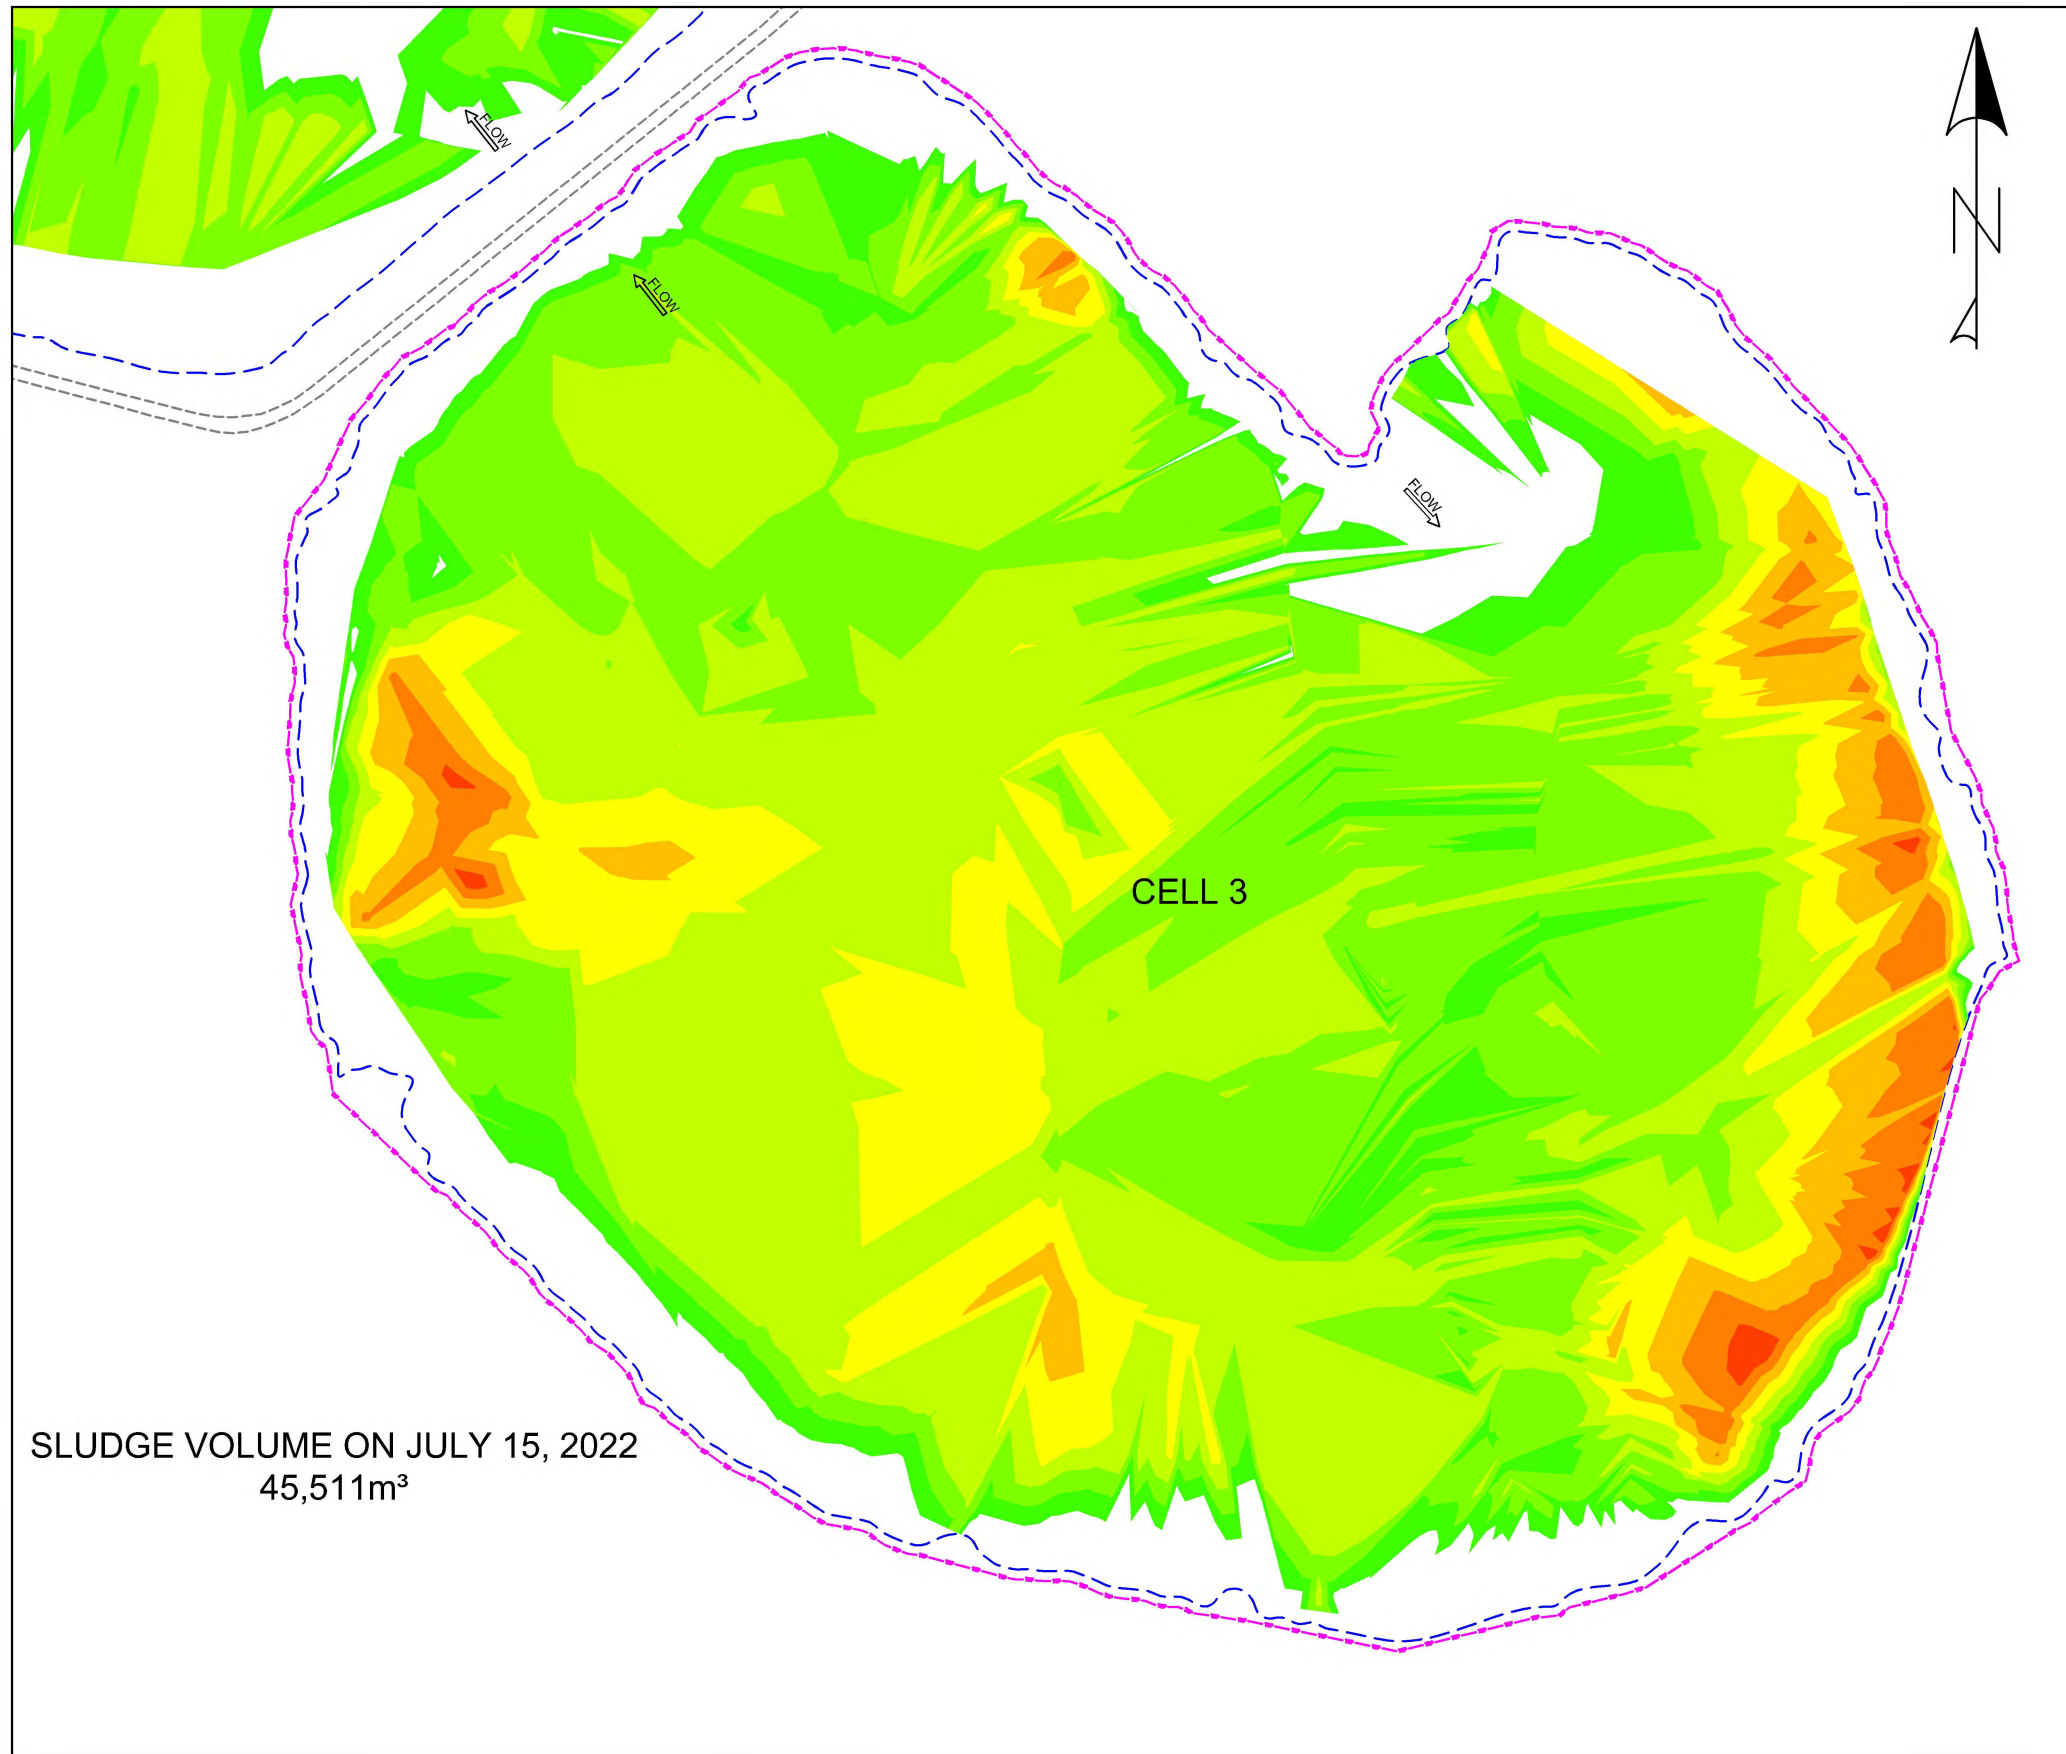 FLOW
N
FLOW
FLOW
CELL 3
SLUDGE VOLUME ON JULY 15, 2022
45,511m³